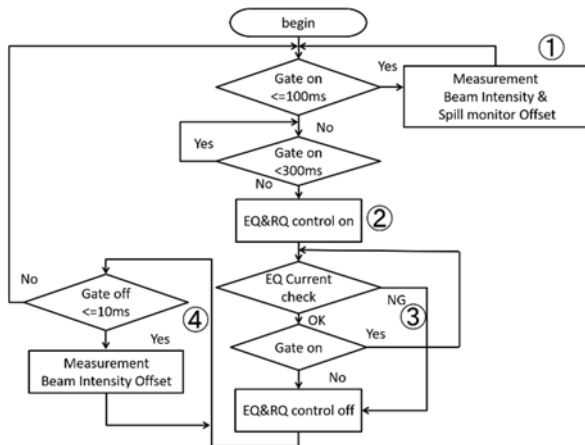 begin
①
Gate on
<=100ms
Yes
Measurement
Beam Intensity &
Spill monitor Offset
No
Yes
Gate on
<300ms
No
EQ&RQ control on
②
EQ Current
check
NG
③
OK
Gate on
Yes
No
EQ&RQ control off
No
Gate off
<=10ms
④
Yes
Measurement
Beam Intensity Offset